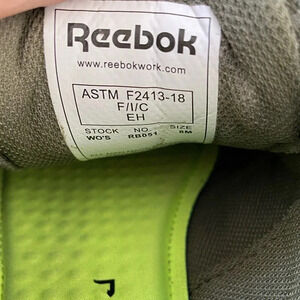 Reebok
www.reebokwork.com
ASTM F2413-18
F/I/C
EH
STOCK NO. SIZE
WO'S RB051 8M